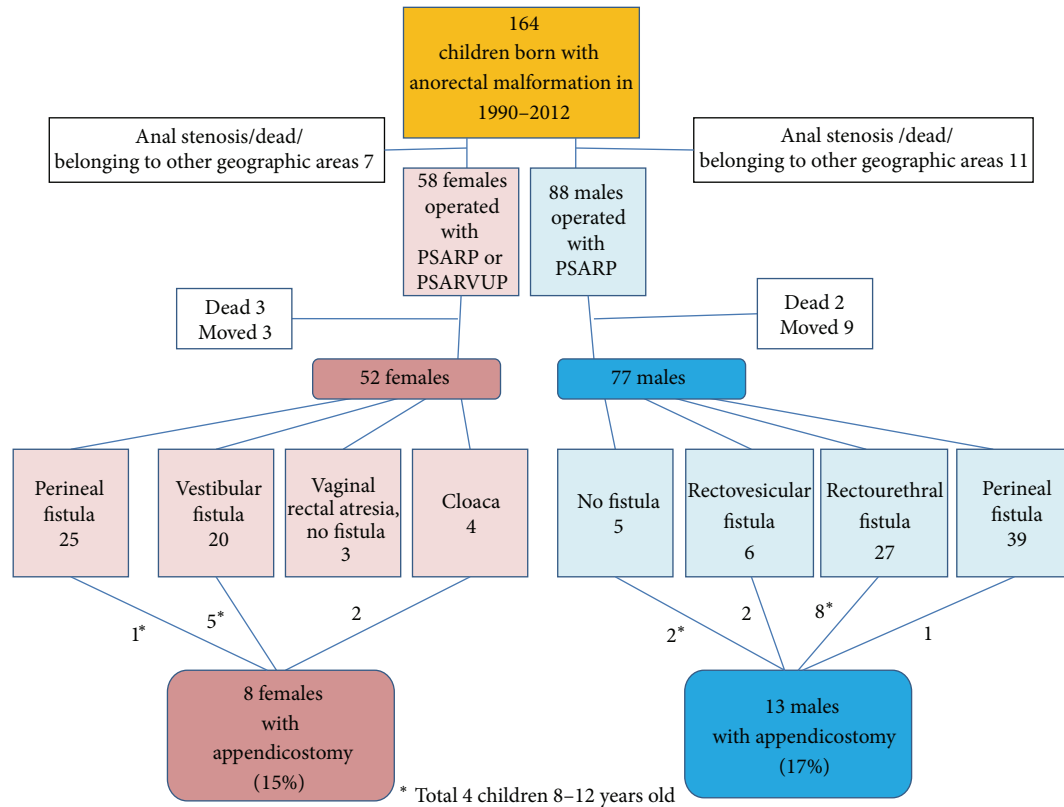 164
children born with
anorectal malformation in
1990–2012
Anal stenosis/dead/
belonging to other geographic areas 7
Anal stenosis /dead/
belonging to other geographic areas 11
58 females
operated
with
PSARP or
PSARVUP
88 males
operated
with
PSARP
Dead 3
Moved 3
Dead 2
Moved 9
52 females
77 males
Perineal
fistula
25
Vestibular
fistula
20
Vaginal
rectal atresia,
no fistula
3
Cloaca
4
No fistula
5
Rectovesicular
fistula
6
Rectourethral
fistula
27
Perineal
fistula
39
1*
5*
2
2*
2
8*
1
8 females
with
appendicostomy
(15%)
13 males
with appendicostomy
(17%)
* Total 4 children 8–12 years old